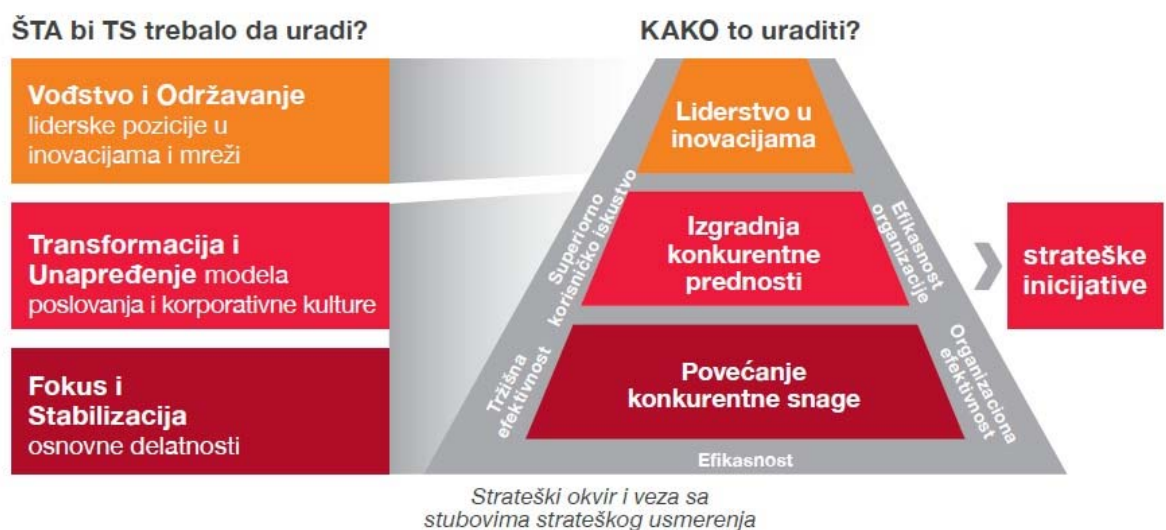 ŠTA bi TS trebalo da uradi?
KAKO to uraditi?
Vođstvo i Održavanje
liderske pozicije u
inovacijama i mreži
Transformacija i
Unapređenje modela
poslovanja i korporativne kulture
Fokus i
Stabilizacija
osnovne delatnosti
Liderstvo u
inovacijama
Superiorno
korisničko iskustvo
Izgradnja
konkurentne
prednosti
Efikasnost
organizacije
Tržišna
efektivnost
Povećanje
konkurentne snage
Organizaciona
efektivnost
Efikasnost
strateške
inicijative
Strateški okvir i veza sa
stubovima strateškog usmerenja